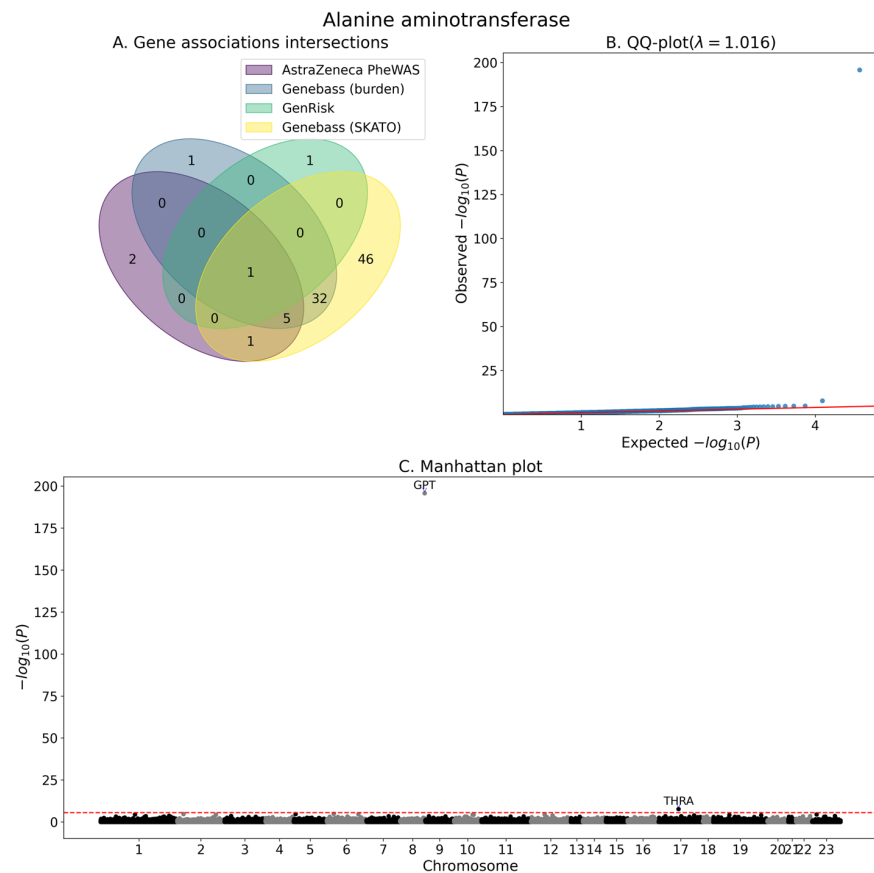 Alanine aminotransferase
A. Gene associations intersections
AstraZeneca PheWAS
Genebass (burden)
GenRisk
Genebass (SKATO)
1
1
0
0
0
0
0
2
1
46
0
32
0
5
1
B. QQ-plot(λ = 1.016)
Observed −log₁₀(P)
200
175
150
125
100
75
50
25
1 2 3 4
Expected −log₁₀(P)
C. Manhattan plot
−log₁₀(P)
200
175
150
125
100
75
50
25
0
GPT
THRA
1 2 3 4 5 6 7 8 9 10 11 12 13 14 15 16 17 18 19 20 21 22 23
Chromosome